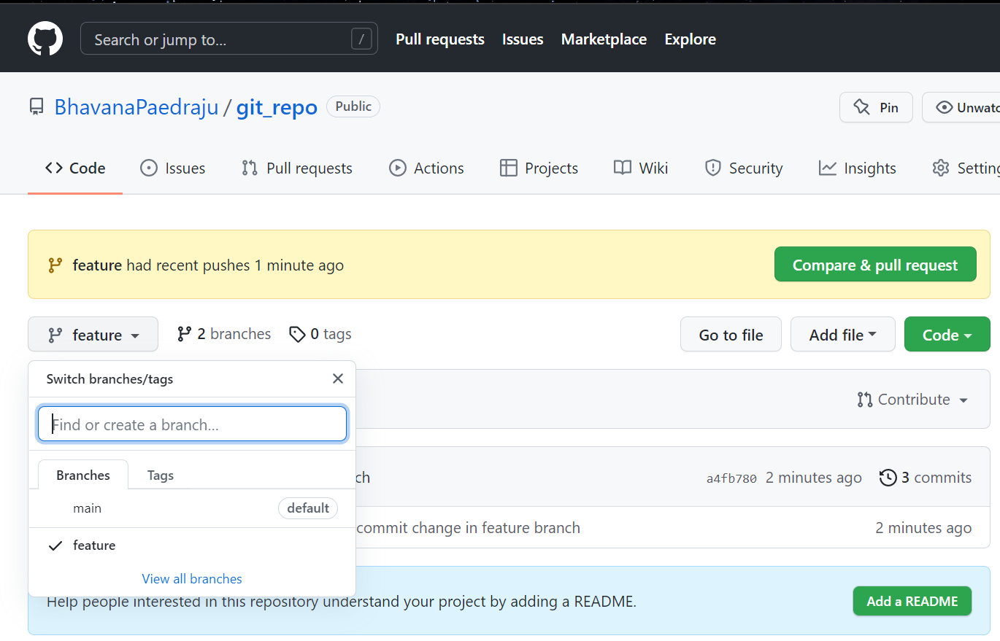 Search or jump to... /
Pull requests Issues Marketplace Explore
BhavanaPaedraju / git_repo Public
Pin Unwatc
Code Issues Pull requests Actions Projects Wiki Security Insights Setting
feature had recent pushes 1 minute ago
Compare & pull request
feature 2 branches 0 tags
Go to file Add file Code
Switch branches/tags
Contribute
Find or create a branch...
Branches Tags
ch
a4fb780 2 minutes ago 3 commits
main default
commit change in feature branch 2 minutes ago
feature
View all branches
Help people interested in this repository understand your project by adding a README.
Add a README